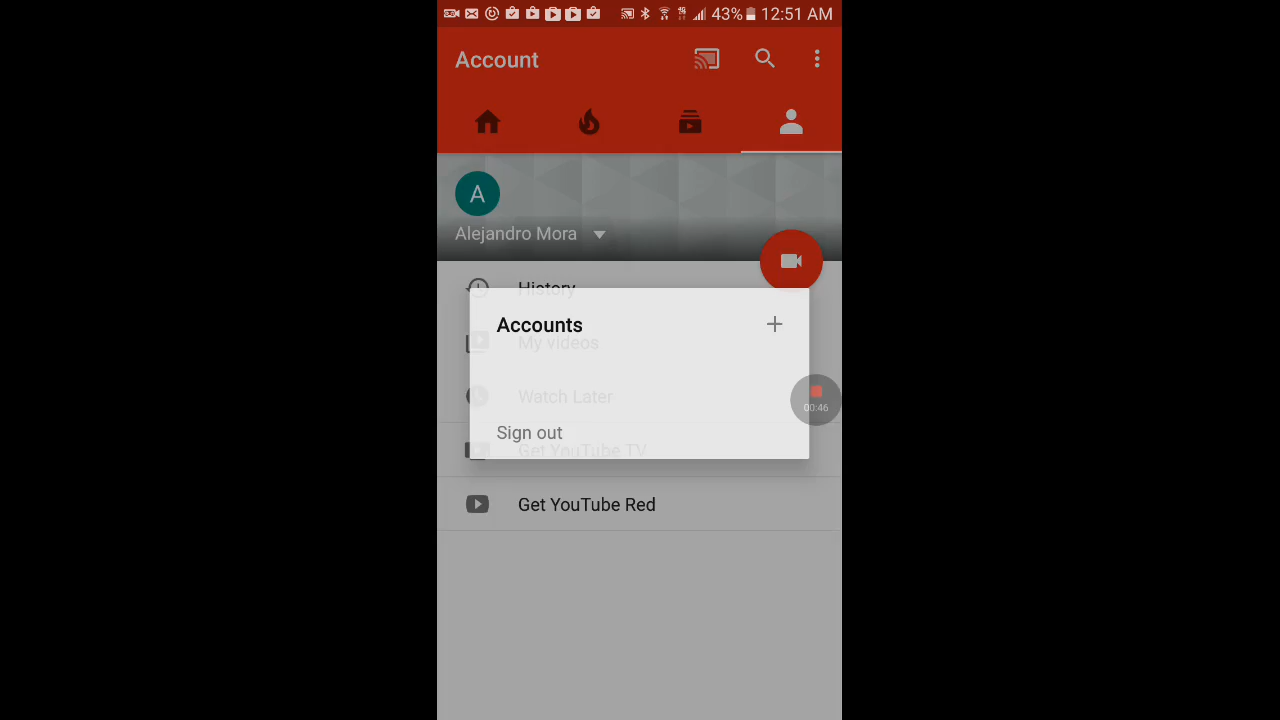 43% 12:51 AM
Account
A
Alejandro Mora
History
Accounts
My videos
Watch Later
00:46
Sign out
Get YouTube TV
Get YouTube Red